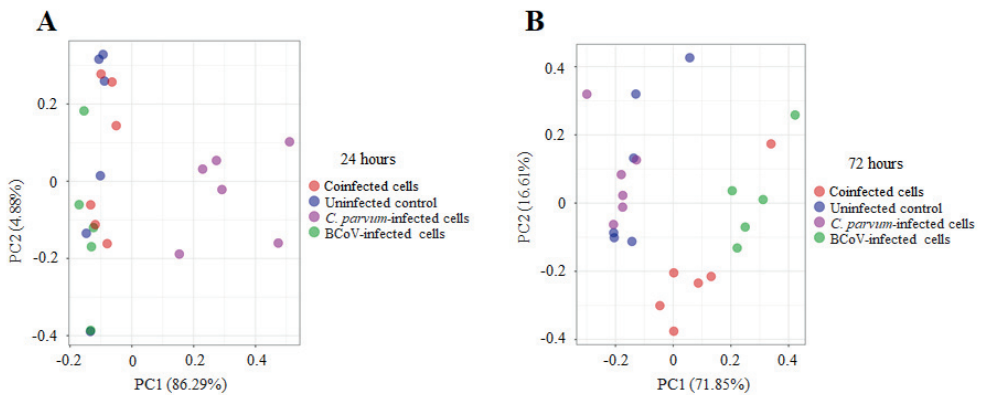 A
0.2
0
-0.2
-0.4
-0.2
0
0.2
0.4
PC2 (4.88%)
PC1 (86.29%)
24 hours
Coinfected cells
Uninfected control
C. parvum-infected cells
BCoV-infected cells
B
0.4
0.2
0
-0.2
-0.4
-0.2
0
0.2
0.4
PC2 (16.61%)
PC1 (71.85%)
72 hours
Coinfected cells
Uninfected control
C. parvum-infected cells
BCoV-infected cells